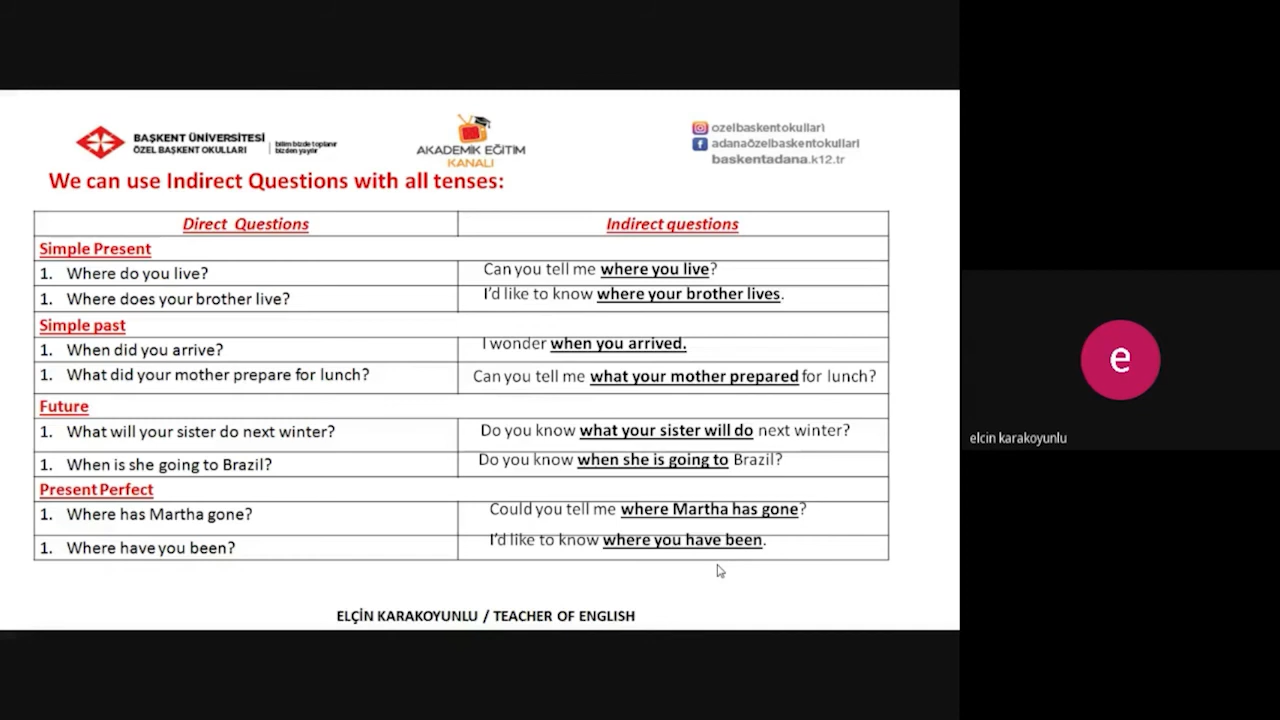 BAŞKENT ÜNİVERSİTESİ
ÖZEL BAŞKENT OKULLARI
bilim bizde toplanır
bizden yayılır
AKADEMİK EĞİTİM
KANALI
ozelbaskentokullari
adanaözelbaskentokullari
baskentadana.k12.tr
We can use Indirect Questions with all tenses:
Direct Questions Indirect questions
Simple Present
1. Where do you live? Can you tell me where you live?
1. Where does your brother live? I'd like to know where your brother lives.
Simple past
1. When did you arrive? I wonder when you arrived.
1. What did your mother prepare for lunch? Can you tell me what your mother prepared for lunch?
Future
1. What will your sister do next winter? Do you know what your sister will do next winter?
1. When is she going to Brazil? Do you know when she is going to Brazil?
Present Perfect
1. Where has Martha gone? Could you tell me where Martha has gone?
1. Where have you been? I'd like to know where you have been.
ELÇİN KARAKOYUNLU / TEACHER OF ENGLISH
e
elcin karakoyunlu